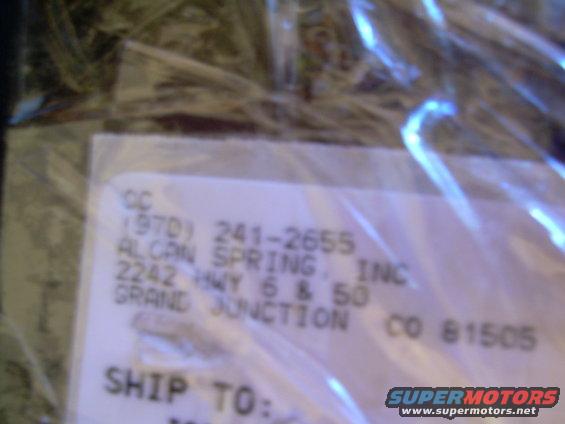 CC
(970) 241-2655
ALCAN SPRING, INC
2242 HWY 6 & 50
GRAND JUNCTION CO 81505
SHIP TO:
SUPERMOTORS
www.supermotors.net